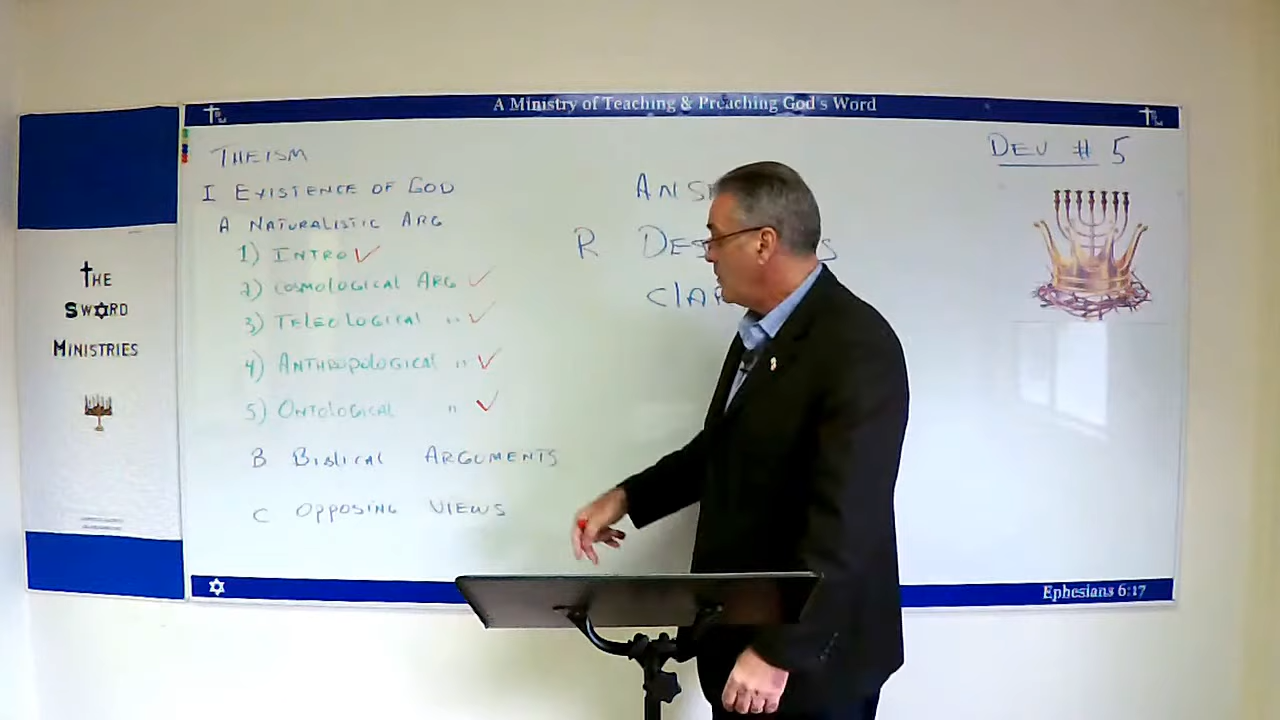 A Ministry of Teaching & Preaching God's Word
THE
SWORD
MINISTRIES
THEISM
I EXISTENCE OF GOD
A NATURALISTIC ARG
1) INTRO ✓
2) COSMOLOGICAL ARG ✓
3) TELEOLOGICAL " ✓
4) ANTHROPOLOGICAL " ✓
5) ONTOLOGICAL " ✓
B BIBLICAL ARGUMENTS
C OPPOSING VIEWS
R
DEV # 5
Ephesians 6:17